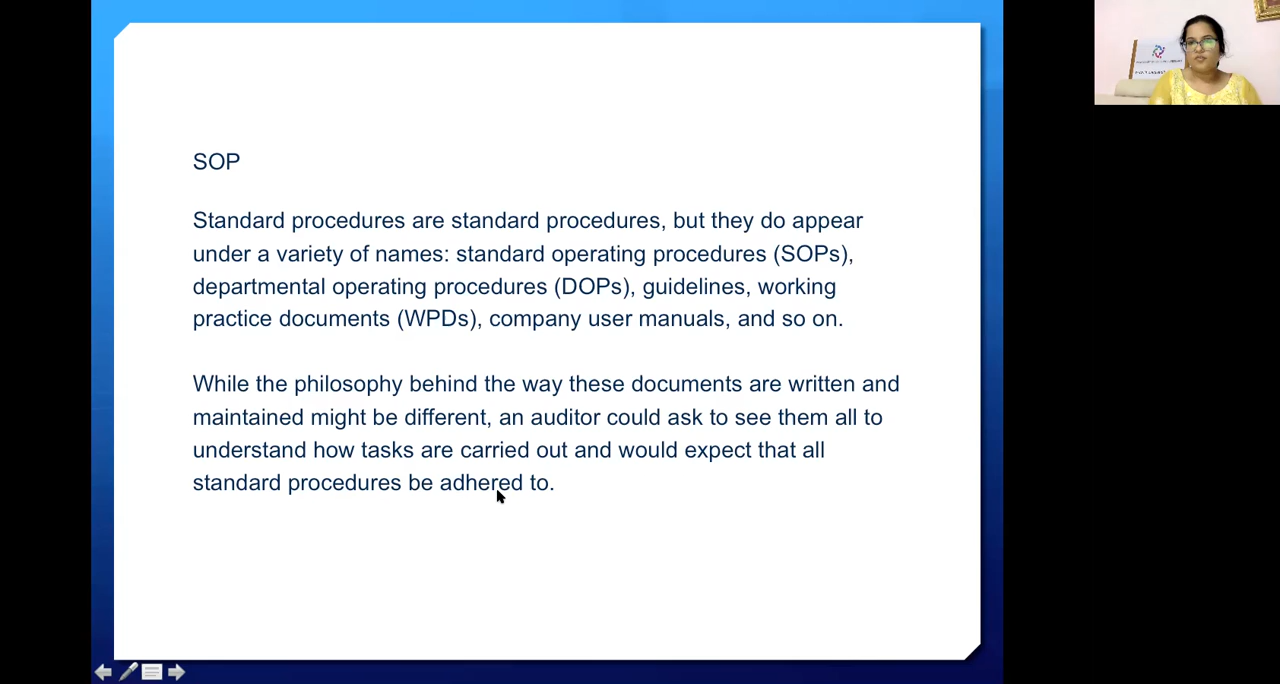 SOP
Standard procedures are standard procedures, but they do appear
under a variety of names: standard operating procedures (SOPs),
departmental operating procedures (DOPs), guidelines, working
practice documents (WPDs), company user manuals, and so on.
While the philosophy behind the way these documents are written and
maintained might be different, an auditor could ask to see them all to
understand how tasks are carried out and would expect that all
standard procedures be adhered to.